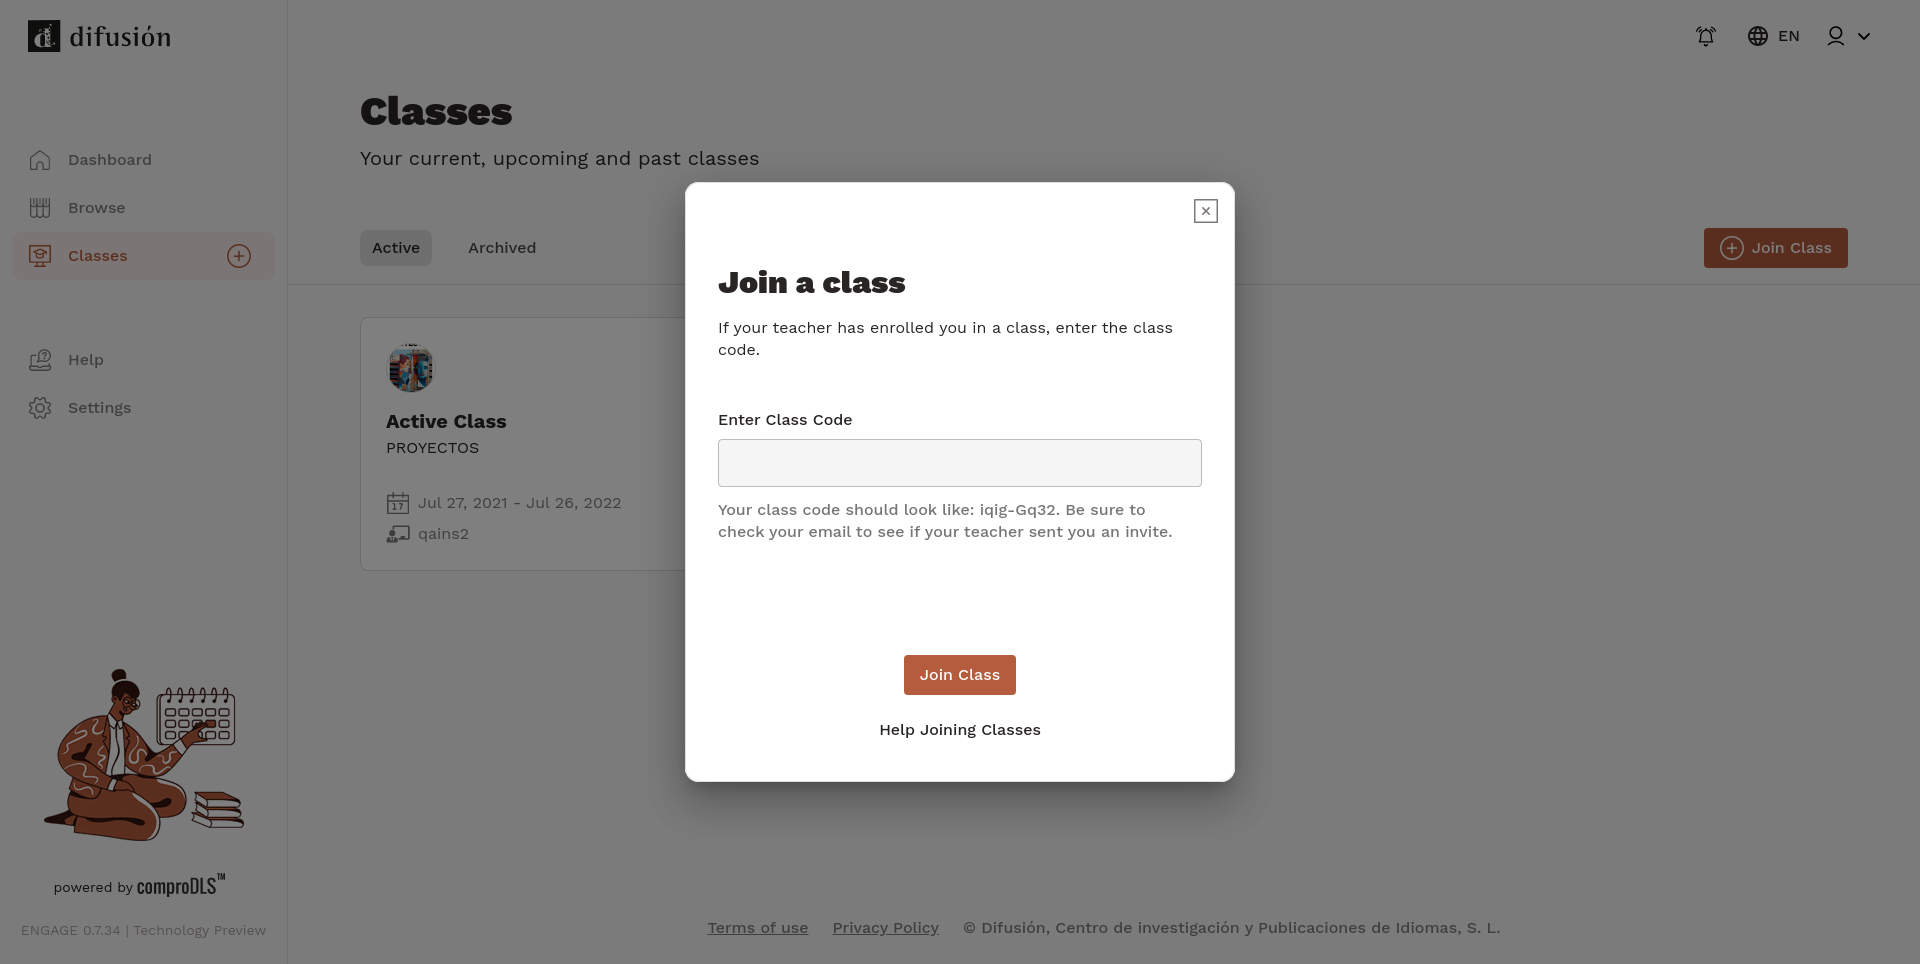 difusión
EN
Classes
Your current, upcoming and past classes
Dashboard
Browse
Classes
Help
Settings
Active
Archived
Join Class
Active Class
PROYECTOS
17
Jul 27, 2021 - Jul 26, 2022
qains2
Join a class
If your teacher has enrolled you in a class, enter the class
code.
Enter Class Code
Your class code should look like: iqig-Gq32. Be sure to
check your email to see if your teacher sent you an invite.
Join Class
Help Joining Classes
powered by comproDLS™
ENGAGE 0.7.34 | Technology Preview
Terms of use
Privacy Policy
© Difusión, Centro de investigación y Publicaciones de Idiomas, S. L.